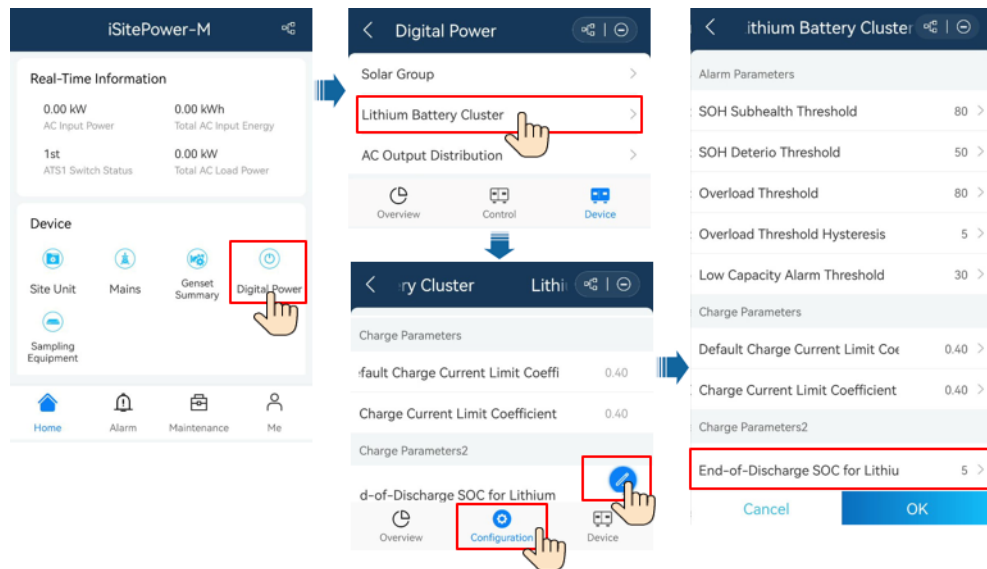 iSitePower-M
Real-Time Information
0.00 kW
0.00 kWh
AC Input Power
Total AC Input Energy
1st
0.00 kW
ATS1 Switch Status
Total AC Load Power
Device
Site Unit
Mains
Genset
Summary
Digital Power
Sampling
Equipment
Home
Alarm
Maintenance
Me
Digital Power
Solar Group
Lithium Battery Cluster
AC Output Distribution
Overview
Control
Device
ry Cluster
Lithi
Charge Parameters
fault Charge Current Limit Coeffi 0.40
Charge Current Limit Coefficient 0.40
Charge Parameters2
d-of-Discharge SOC for Lithium
Overview
Configuration
Device
ithium Battery Cluster
Alarm Parameters
SOH Subhealth Threshold 80
SOH Deterio Threshold 50
Overload Threshold 80
Overload Threshold Hysteresis 5
Low Capacity Alarm Threshold 30
Charge Parameters
Default Charge Current Limit Coe 0.40
Charge Current Limit Coefficient 0.40
Charge Parameters2
End-of-Discharge SOC for Lithiu 5
Cancel
OK